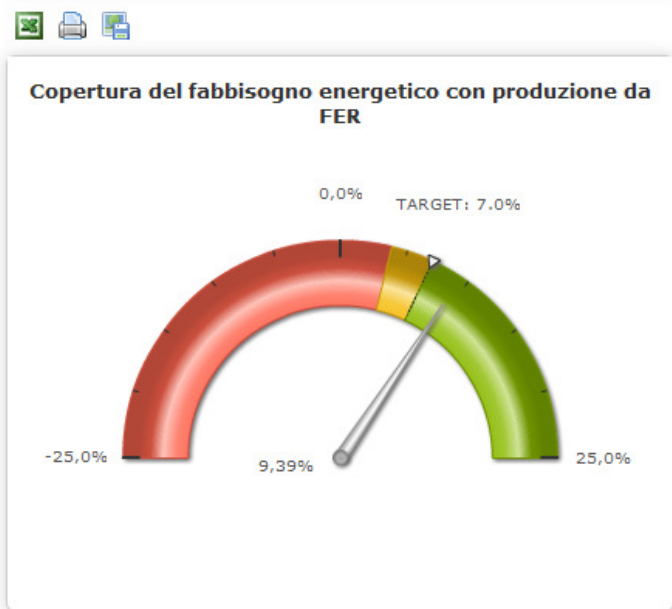 Copertura del fabbisogno energetico con produzione da
FER
0,0%
TARGET: 7.0%
-25,0%
9,39%
25,0%